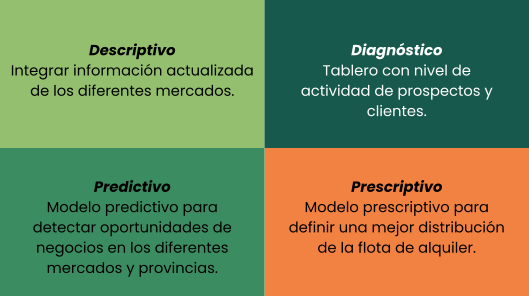 Descriptivo
Integrar información actualizada
de los diferentes mercados.
Diagnóstico
Tablero con nivel de
actividad de prospectos y
clientes.
Predictivo
Modelo predictivo para
detectar oportunidades de
negocios en los diferentes
mercados y provincias.
Prescriptivo
Modelo prescriptivo para
definir una mejor distribución
de la flota de alquiler.